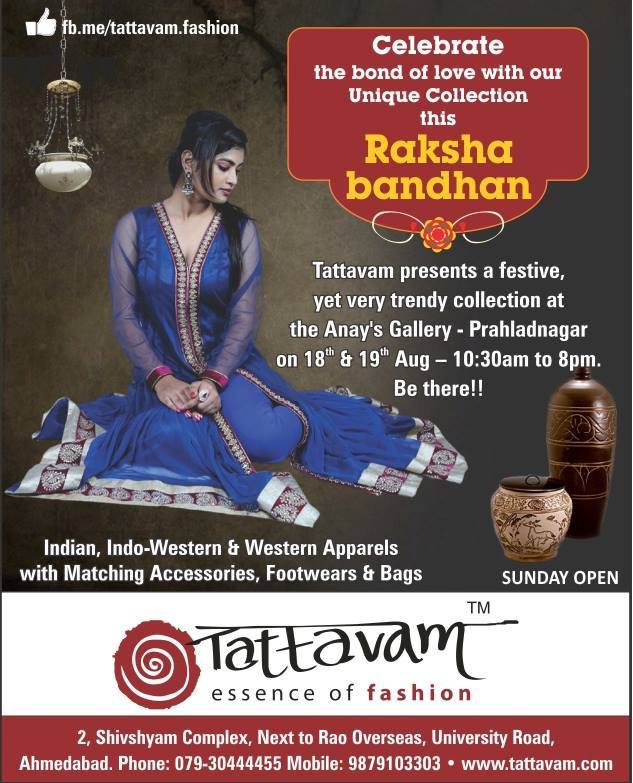 fb.me/tattavam.fashion
Celebrate
the bond of love with our
Unique Collection
this
Raksha
bandhan
Tattavam presents a festive,
yet very trendy collection at
the Anay's Gallery - Prahladnagar
on 18th & 19th Aug – 10:30am to 8pm.
Be there!!
Indian, Indo-Western & Western Apparels
with Matching Accessories, Footwears & Bags
SUNDAY OPEN
Tattavam TM
essence of fashion
2, Shivshyam Complex, Next to Rao Overseas, University Road,
Ahmedabad. Phone: 079-30444455 Mobile: 9879103303 • www.tattavam.com